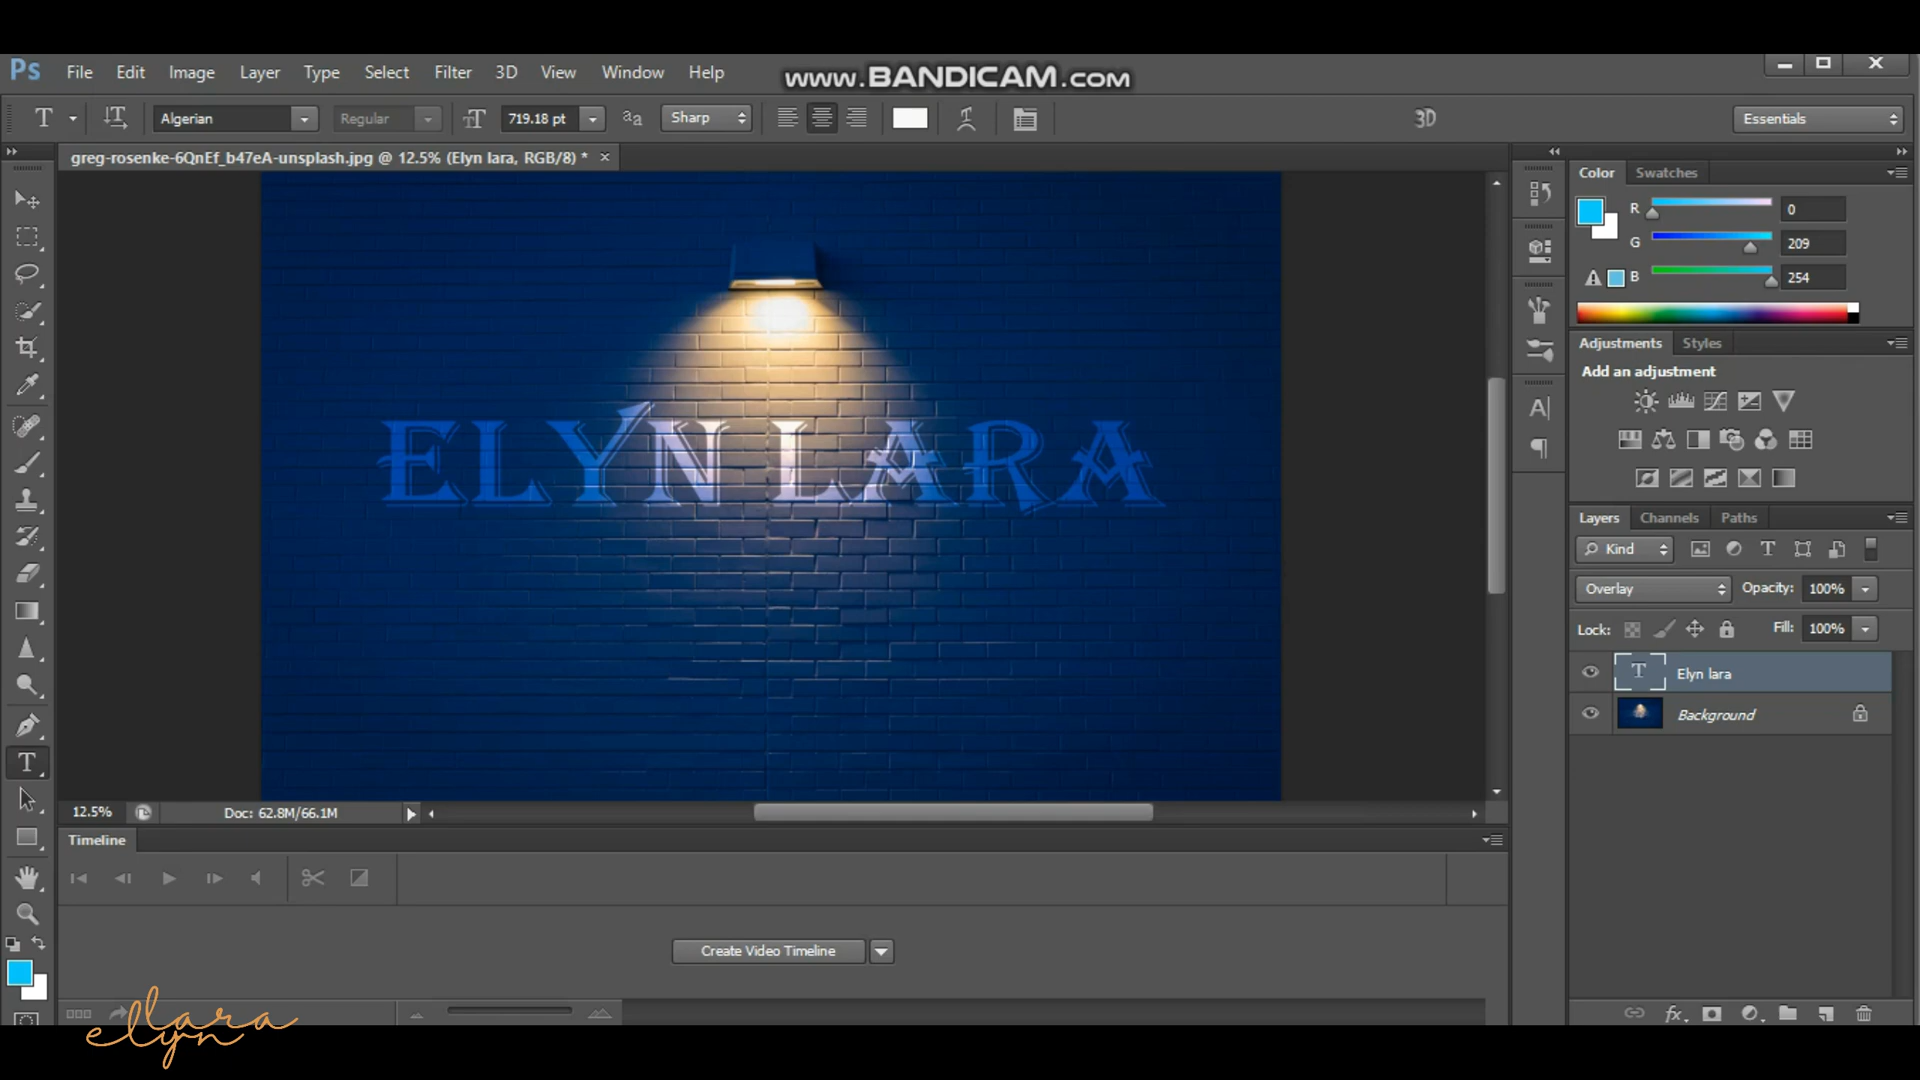 www.BANDICAM.com
Ps File Edit Image Layer Type Select Filter 3D View Window Help
T Algerian Regular 719.18 pt aa Sharp 3D Essentials
greg-rosenke-6QnEf_b47eA-unsplash.jpg @ 12.5% (Elyn lara, RGB/8) *
Color Swatches
R 0
G 209
B 254
Adjustments Styles
Add an adjustment
ELYN LARA
Layers Channels Paths
Kind
Overlay Opacity: 100%
Lock: Fill: 100%
T Elyn lara
Background
12.5% Doc: 62.8M/66.1M
Timeline
Create Video Timeline
fx
elyn lara